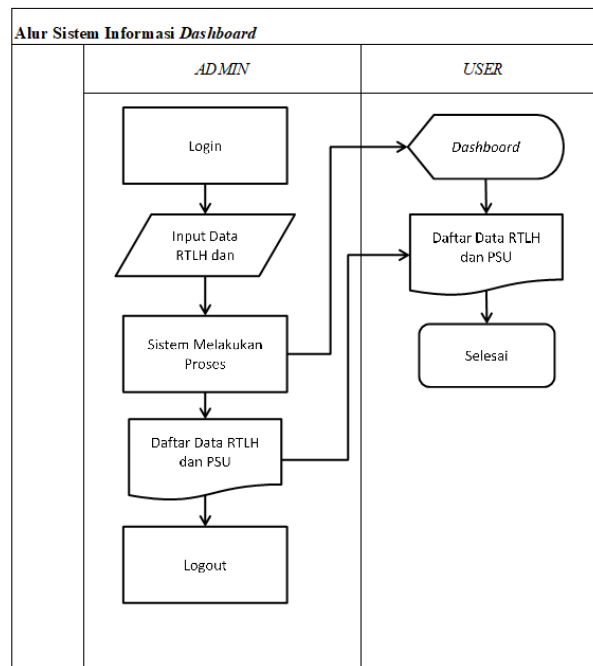 Alur Sistem Informasi Dashboard
ADMIN
USER
Login
Dashboard
Input Data
RTLH dan
Daftar Data RTLH
dan PSU
Sistem Melakukan
Proses
Selesai
Daftar Data RTLH
dan PSU
Logout